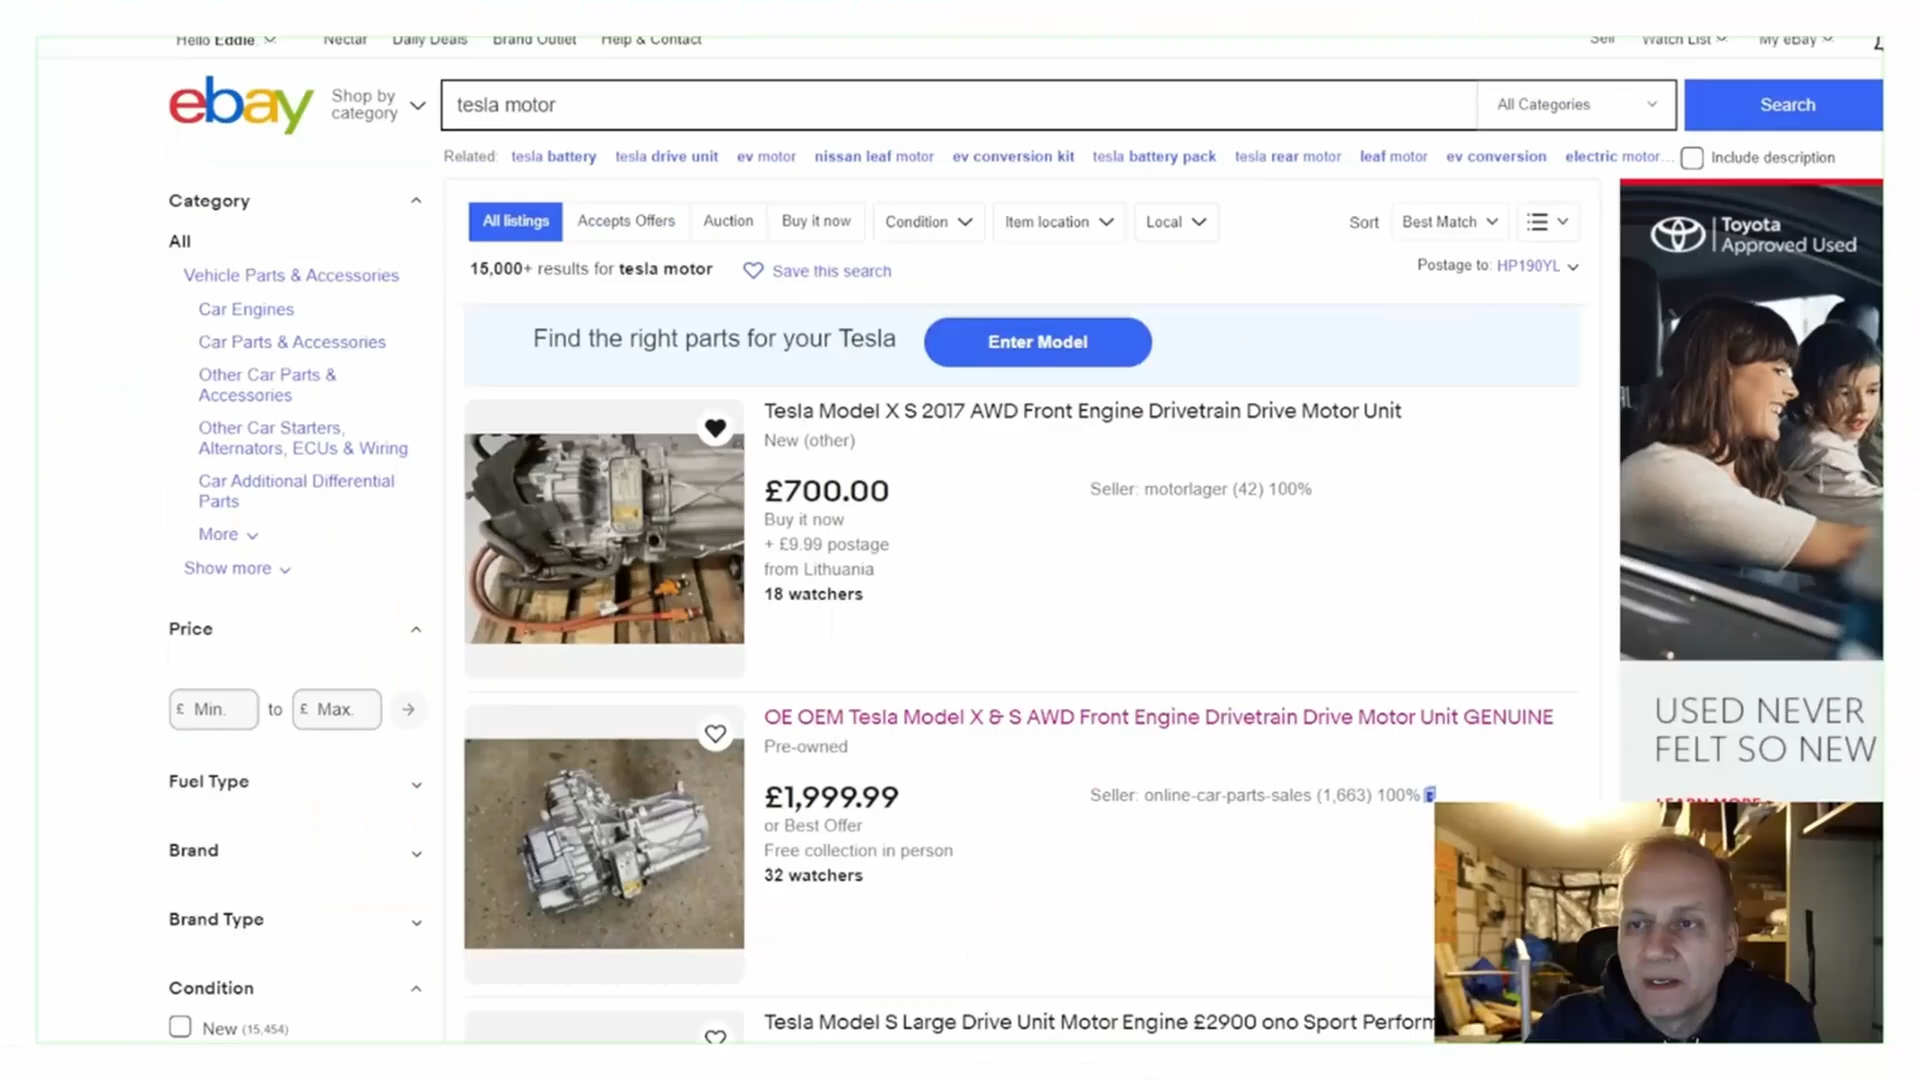 Hello Eddie
Nectar
Daily Deals
Brand Outlet
Help & Contact
Sell
Watch List
My eBay
ebay
Shop by
category
tesla motor
All Categories
Search
Related: tesla battery tesla drive unit ev motor nissan leaf motor ev conversion kit tesla battery pack tesla rear motor leaf motor ev conversion electric motor...
Include description
Category
All
Vehicle Parts & Accessories
Car Engines
Car Parts & Accessories
Other Car Parts &
Accessories
Other Car Starters,
Alternators, ECUs & Wiring
Car Additional Differential
Parts
More
Show more
Price
£ Min. to £ Max.
Fuel Type
Brand
Brand Type
Condition
New (15,454)
All listings
Accepts Offers
Auction
Buy it now
Condition
Item location
Local
Sort
Best Match
15,000+ results for tesla motor
Save this search
Postage to: HP190YL
Find the right parts for your Tesla
Enter Model
Tesla Model X S 2017 AWD Front Engine Drivetrain Drive Motor Unit
New (other)
£700.00
Seller: motorlager (42) 100%
Buy it now
+ £9.99 postage
from Lithuania
18 watchers
OE OEM Tesla Model X & S AWD Front Engine Drivetrain Drive Motor Unit GENUINE
Pre-owned
£1,999.99
Seller: online-car-parts-sales (1,663) 100%
or Best Offer
Free collection in person
32 watchers
Tesla Model S Large Drive Unit Motor Engine £2900 ono Sport Perform
Toyota
Approved Used
USED NEVER
FELT SO NEW
LEARN MORE